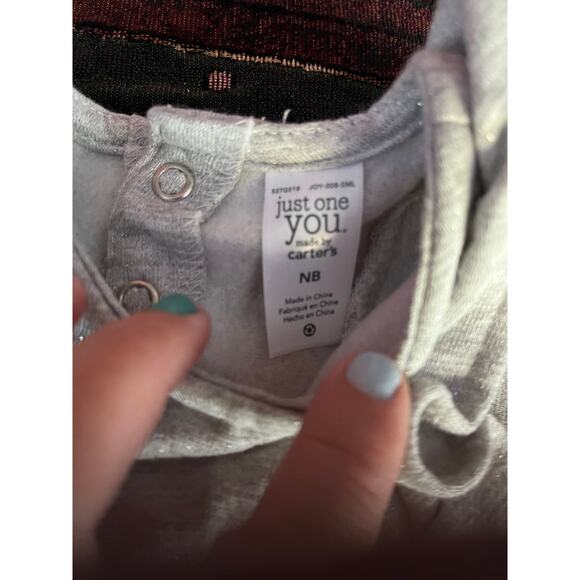 527G518 JOY-008-SML
just one
you.
made by
carter's
NB
Made in China
Fabriqué en Chine
Hecho en China